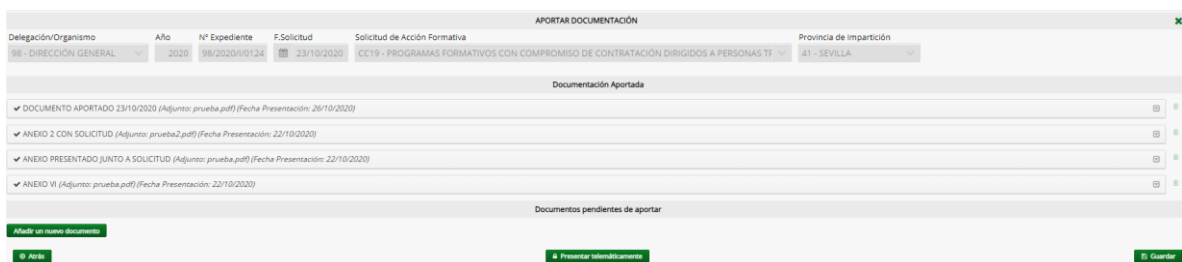 APORTAR DOCUMENTACIÓN
Delegación/Organismo Año Nº Expediente F.Solicitud Solicitud de Acción Formativa Provincia de Impartición
98 - DIRECCIÓN GENERAL 2020 98/2020/I/0124 23/10/2020 CC19 - PROGRAMAS FORMATIVOS CON COMPROMISO DE CONTRATACIÓN DIRIGIDOS A PERSONAS 41 - SEVILLA
Documentación Aportada
DOCUMENTO APORTADO 23/10/2020 (Adjunto: prueba.pdf) (Fecha Presentación: 26/10/2020)
ANEXO 2 CON SOLICITUD (Adjunto: prueba2.pdf) (Fecha Presentación: 22/10/2020)
ANEXO PRESENTADO JUNTO A SOLICITUD (Adjunto: prueba.pdf) (Fecha Presentación: 22/10/2020)
ANEXO VI (Adjunto: prueba.pdf) (Fecha Presentación: 22/10/2020)
Documentos pendientes de aportar
Añadir un nuevo documento
Atrás Presentar telemáticamente Guardar